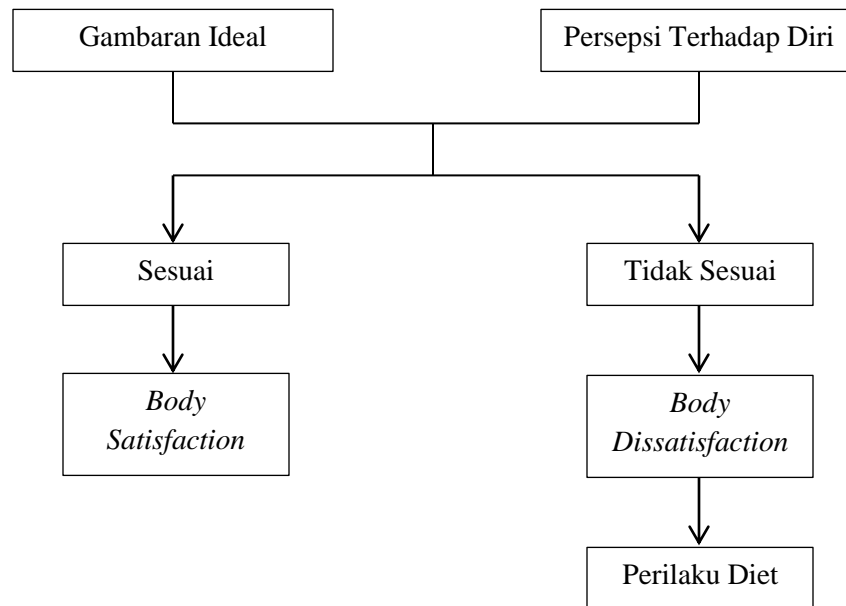 Gambaran Ideal
Persepsi Terhadap Diri
Sesuai
Tidak Sesuai
Body
Satisfaction
Body
Dissatisfaction
Perilaku Diet